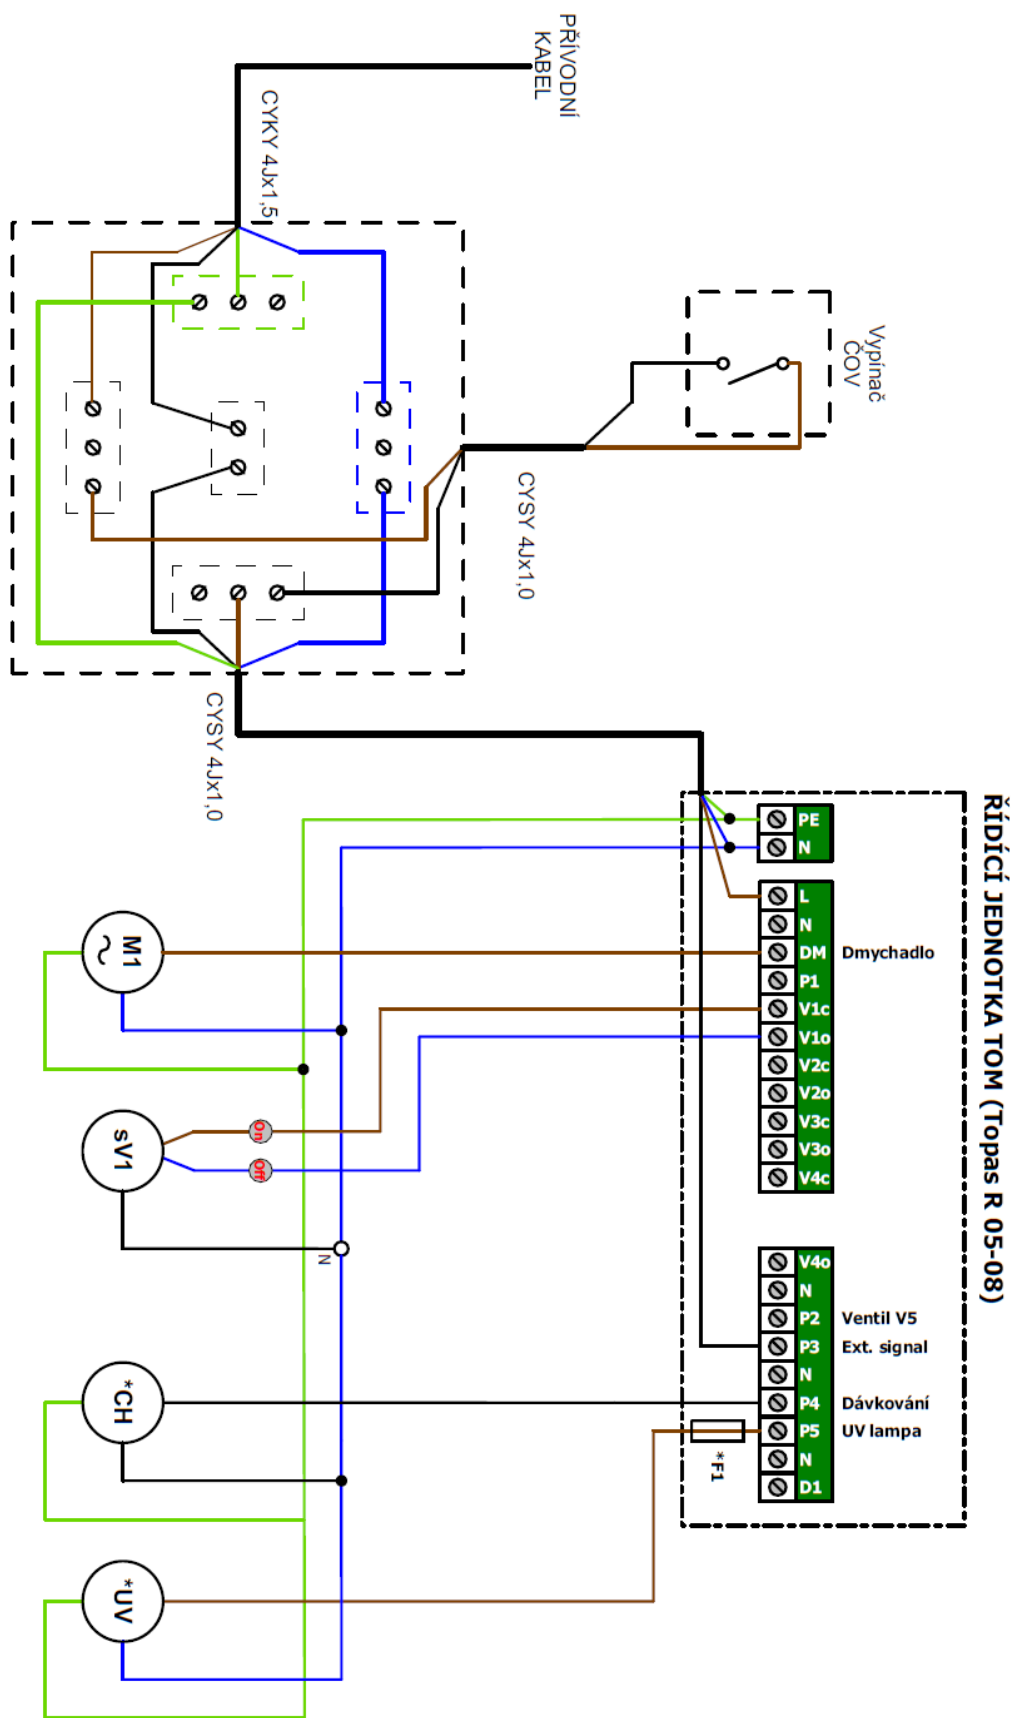 PŘÍVODNÍ
KABEL
CYKY 4Jx1,5
Vypínač
ČOV
CYSY 4Jx1,0
CYSY 4Jx1,0
ŘÍDÍCÍ JEDNOTKA TOM (Topas R 05-08)
PE
N
L
N
DM Dmychadlo
P1
V1c
V1o
V2c
V2o
V3c
V3o
V4c
V4o
N
P2 Ventil V5
P3 Ext. signal
N
P4 Dávkování
P5 UV lampa
N
D1
*F1
M1
~
sV1
On
Off
N
*CH
*UV